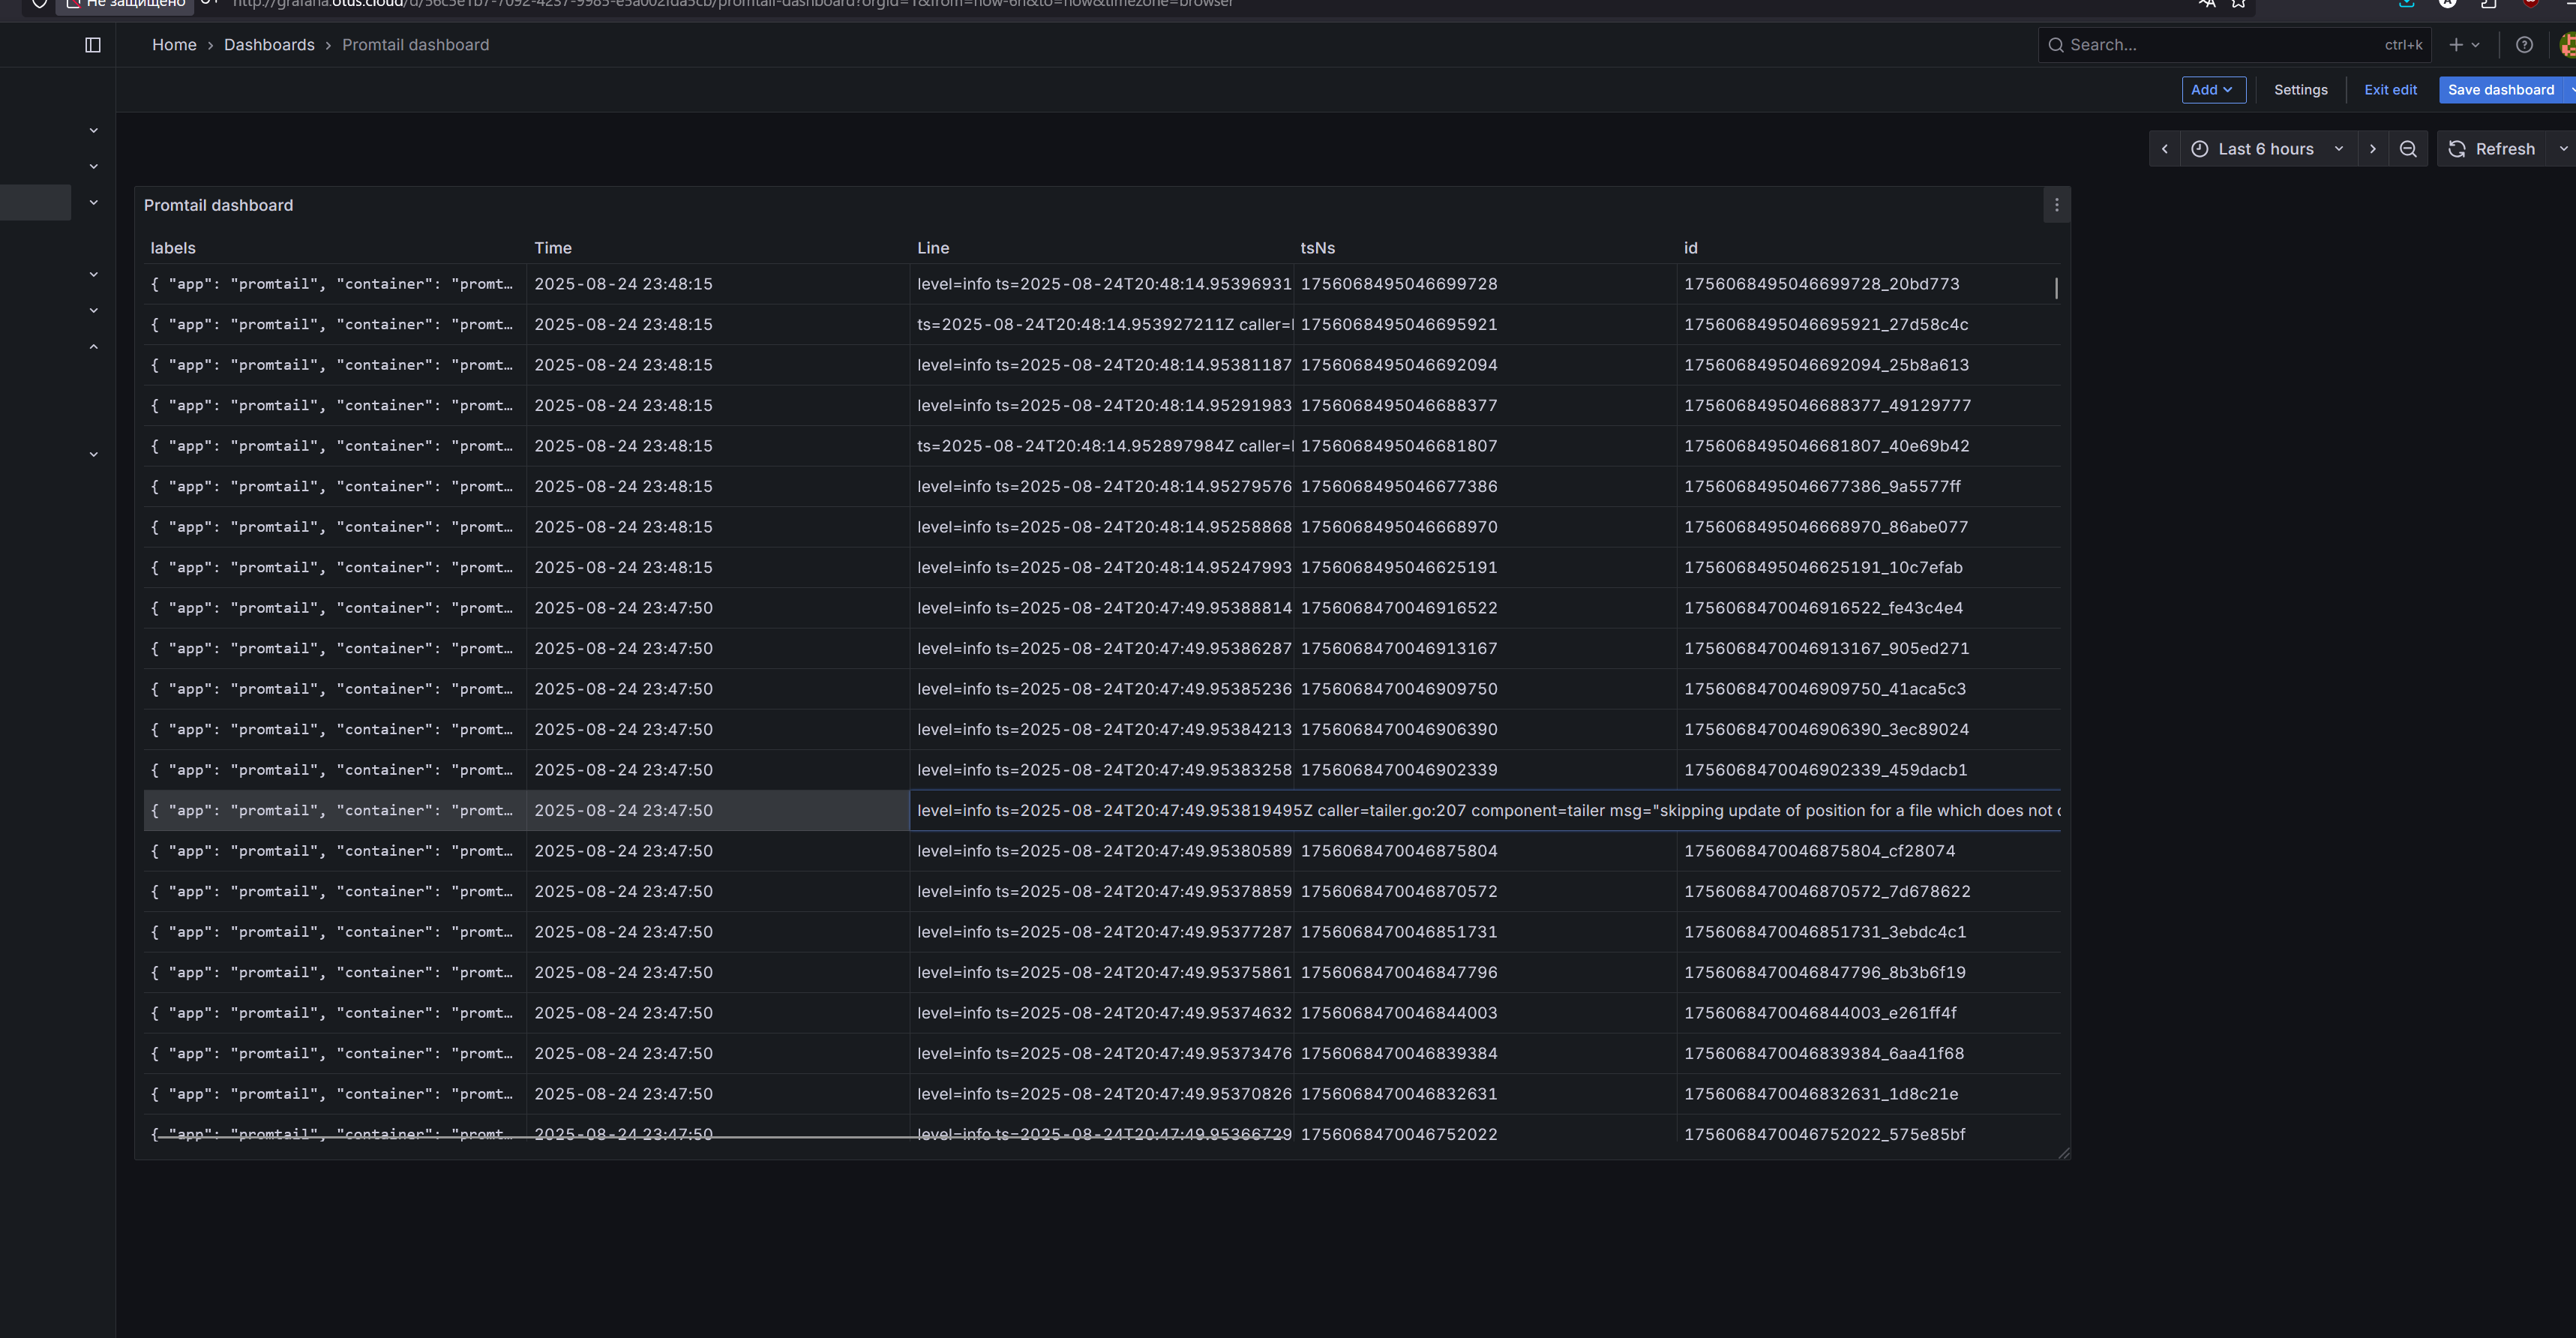 Не защищено http://grafana.otus.cloud/d/56c5e1b7-7092-4237-9985-e5a002fda5cb/promtail-dashboard?orgId=1&from=now-6h&to=now&timezone=browser
Home › Dashboards › Promtail dashboard Search... ctrl+k
Add Settings Exit edit Save dashboard
Last 6 hours Refresh
Promtail dashboard
labels Time Line tsNs id
{ "app": "promtail", "container": "promt… 2025-08-24 23:48:15 level=info ts=2025-08-24T20:48:14.95396931 1756068495046699728 1756068495046699728_20bd773
{ "app": "promtail", "container": "promt… 2025-08-24 23:48:15 ts=2025-08-24T20:48:14.953927211Z caller= 1756068495046695921 1756068495046695921_27d58c4c
{ "app": "promtail", "container": "promt… 2025-08-24 23:48:15 level=info ts=2025-08-24T20:48:14.95381187 1756068495046692094 1756068495046692094_25b8a613
{ "app": "promtail", "container": "promt… 2025-08-24 23:48:15 level=info ts=2025-08-24T20:48:14.95291983 1756068495046688377 1756068495046688377_49129777
{ "app": "promtail", "container": "promt… 2025-08-24 23:48:15 ts=2025-08-24T20:48:14.952897984Z caller= 1756068495046681807 1756068495046681807_40e69b42
{ "app": "promtail", "container": "promt… 2025-08-24 23:48:15 level=info ts=2025-08-24T20:48:14.95279576 1756068495046677386 1756068495046677386_9a5577ff
{ "app": "promtail", "container": "promt… 2025-08-24 23:48:15 level=info ts=2025-08-24T20:48:14.95258868 1756068495046668970 1756068495046668970_86abe077
{ "app": "promtail", "container": "promt… 2025-08-24 23:48:15 level=info ts=2025-08-24T20:48:14.95247993 1756068495046625191 1756068495046625191_10c7efab
{ "app": "promtail", "container": "promt… 2025-08-24 23:47:50 level=info ts=2025-08-24T20:47:49.95388814 1756068470046916522 1756068470046916522_fe43c4e4
{ "app": "promtail", "container": "promt… 2025-08-24 23:47:50 level=info ts=2025-08-24T20:47:49.95386287 1756068470046913167 1756068470046913167_905ed271
{ "app": "promtail", "container": "promt… 2025-08-24 23:47:50 level=info ts=2025-08-24T20:47:49.95385236 1756068470046909750 1756068470046909750_41aca5c3
{ "app": "promtail", "container": "promt… 2025-08-24 23:47:50 level=info ts=2025-08-24T20:47:49.95384213 1756068470046906390 1756068470046906390_3ec89024
{ "app": "promtail", "container": "promt… 2025-08-24 23:47:50 level=info ts=2025-08-24T20:47:49.95383258 1756068470046902339 1756068470046902339_459dacb1
{ "app": "promtail", "container": "promt… 2025-08-24 23:47:50 level=info ts=2025-08-24T20:47:49.953819495Z caller=tailer.go:207 component=tailer msg="skipping update of position for a file which does not
{ "app": "promtail", "container": "promt… 2025-08-24 23:47:50 level=info ts=2025-08-24T20:47:49.95380589 1756068470046875804 1756068470046875804_cf28074
{ "app": "promtail", "container": "promt… 2025-08-24 23:47:50 level=info ts=2025-08-24T20:47:49.95378859 1756068470046870572 1756068470046870572_7d678622
{ "app": "promtail", "container": "promt… 2025-08-24 23:47:50 level=info ts=2025-08-24T20:47:49.95377287 1756068470046851731 1756068470046851731_3ebdc4c1
{ "app": "promtail", "container": "promt… 2025-08-24 23:47:50 level=info ts=2025-08-24T20:47:49.95375861 1756068470046847796 1756068470046847796_8b3b6f19
{ "app": "promtail", "container": "promt… 2025-08-24 23:47:50 level=info ts=2025-08-24T20:47:49.95374632 1756068470046844003 1756068470046844003_e261ff4f
{ "app": "promtail", "container": "promt… 2025-08-24 23:47:50 level=info ts=2025-08-24T20:47:49.95373476 1756068470046839384 1756068470046839384_6aa41f68
{ "app": "promtail", "container": "promt… 2025-08-24 23:47:50 level=info ts=2025-08-24T20:47:49.95370826 1756068470046832631 1756068470046832631_1d8c21e
{ "app": "promtail", "container": "promt… 2025-08-24 23:47:50 level=info ts=2025-08-24T20:47:49.95366729 1756068470046752022 1756068470046752022_575e85bf